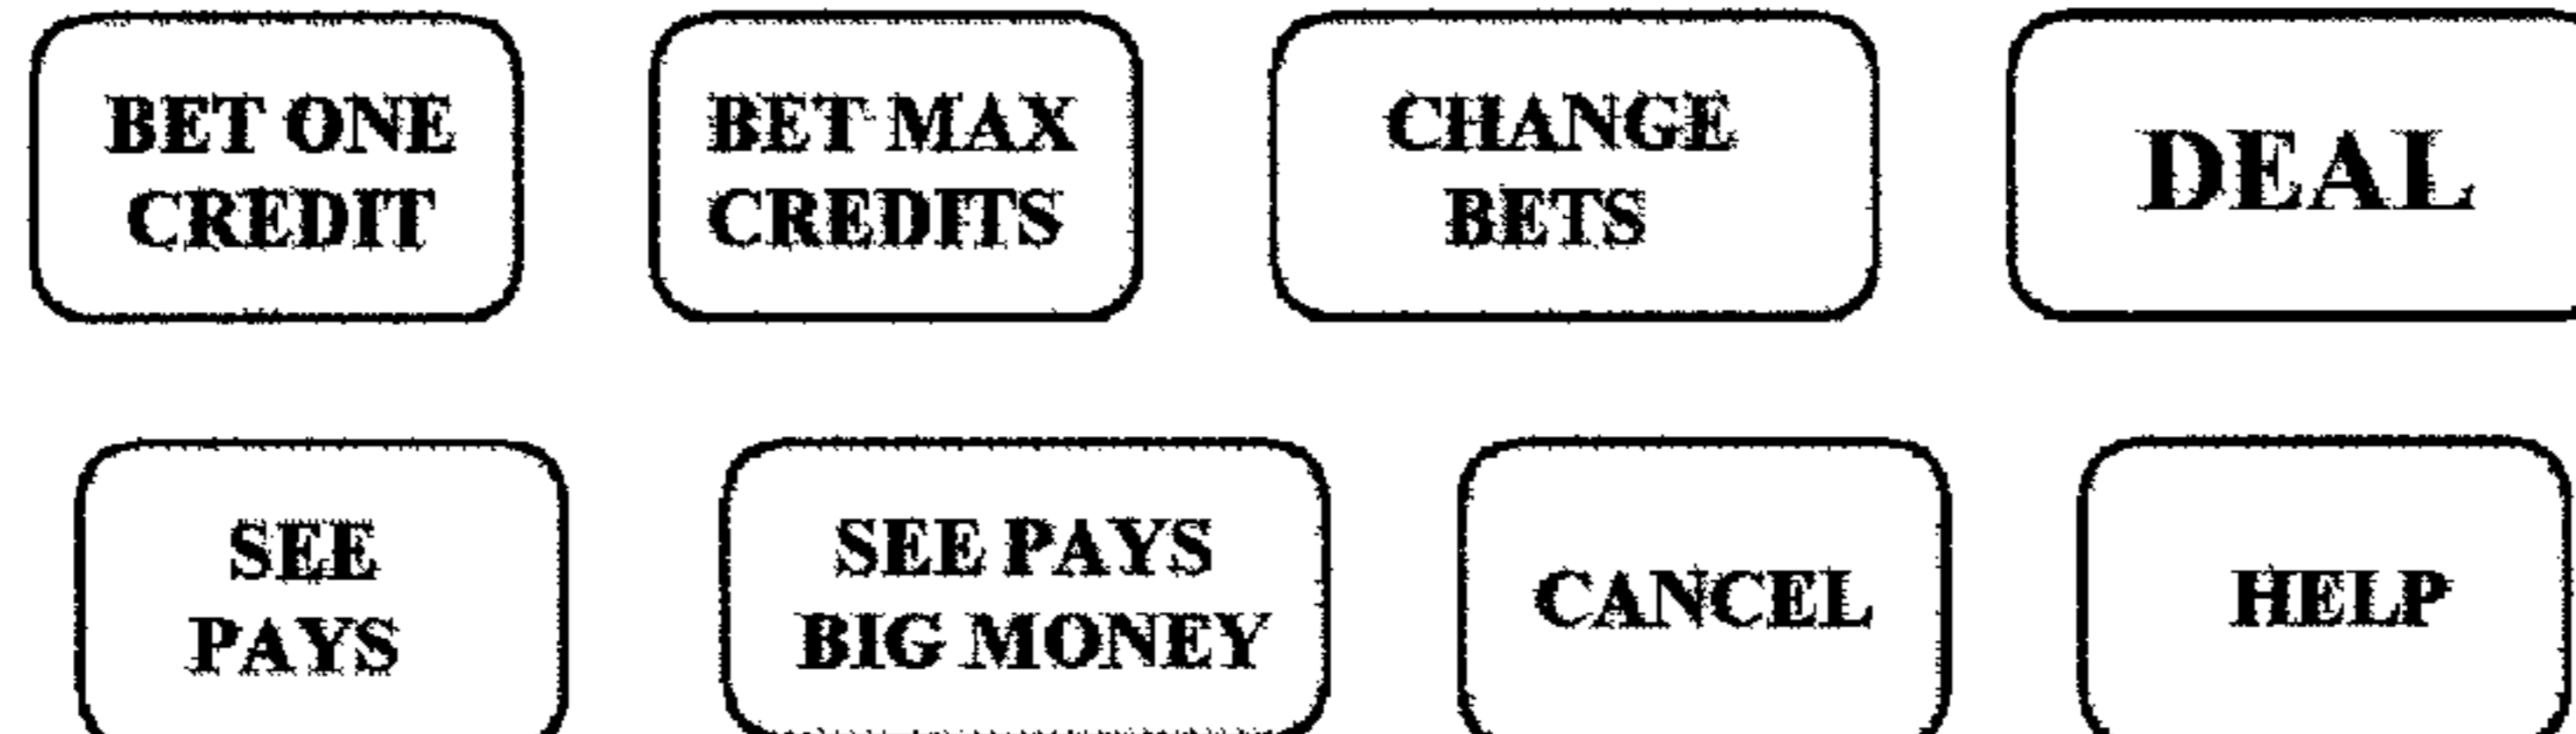 BET ONE
CREDIT
BET MAX
CREDITS
CHANGE
BETS
DEAL
SEE
PAYS
SEE PAYS
BIG MONEY
CANCEL
HELP